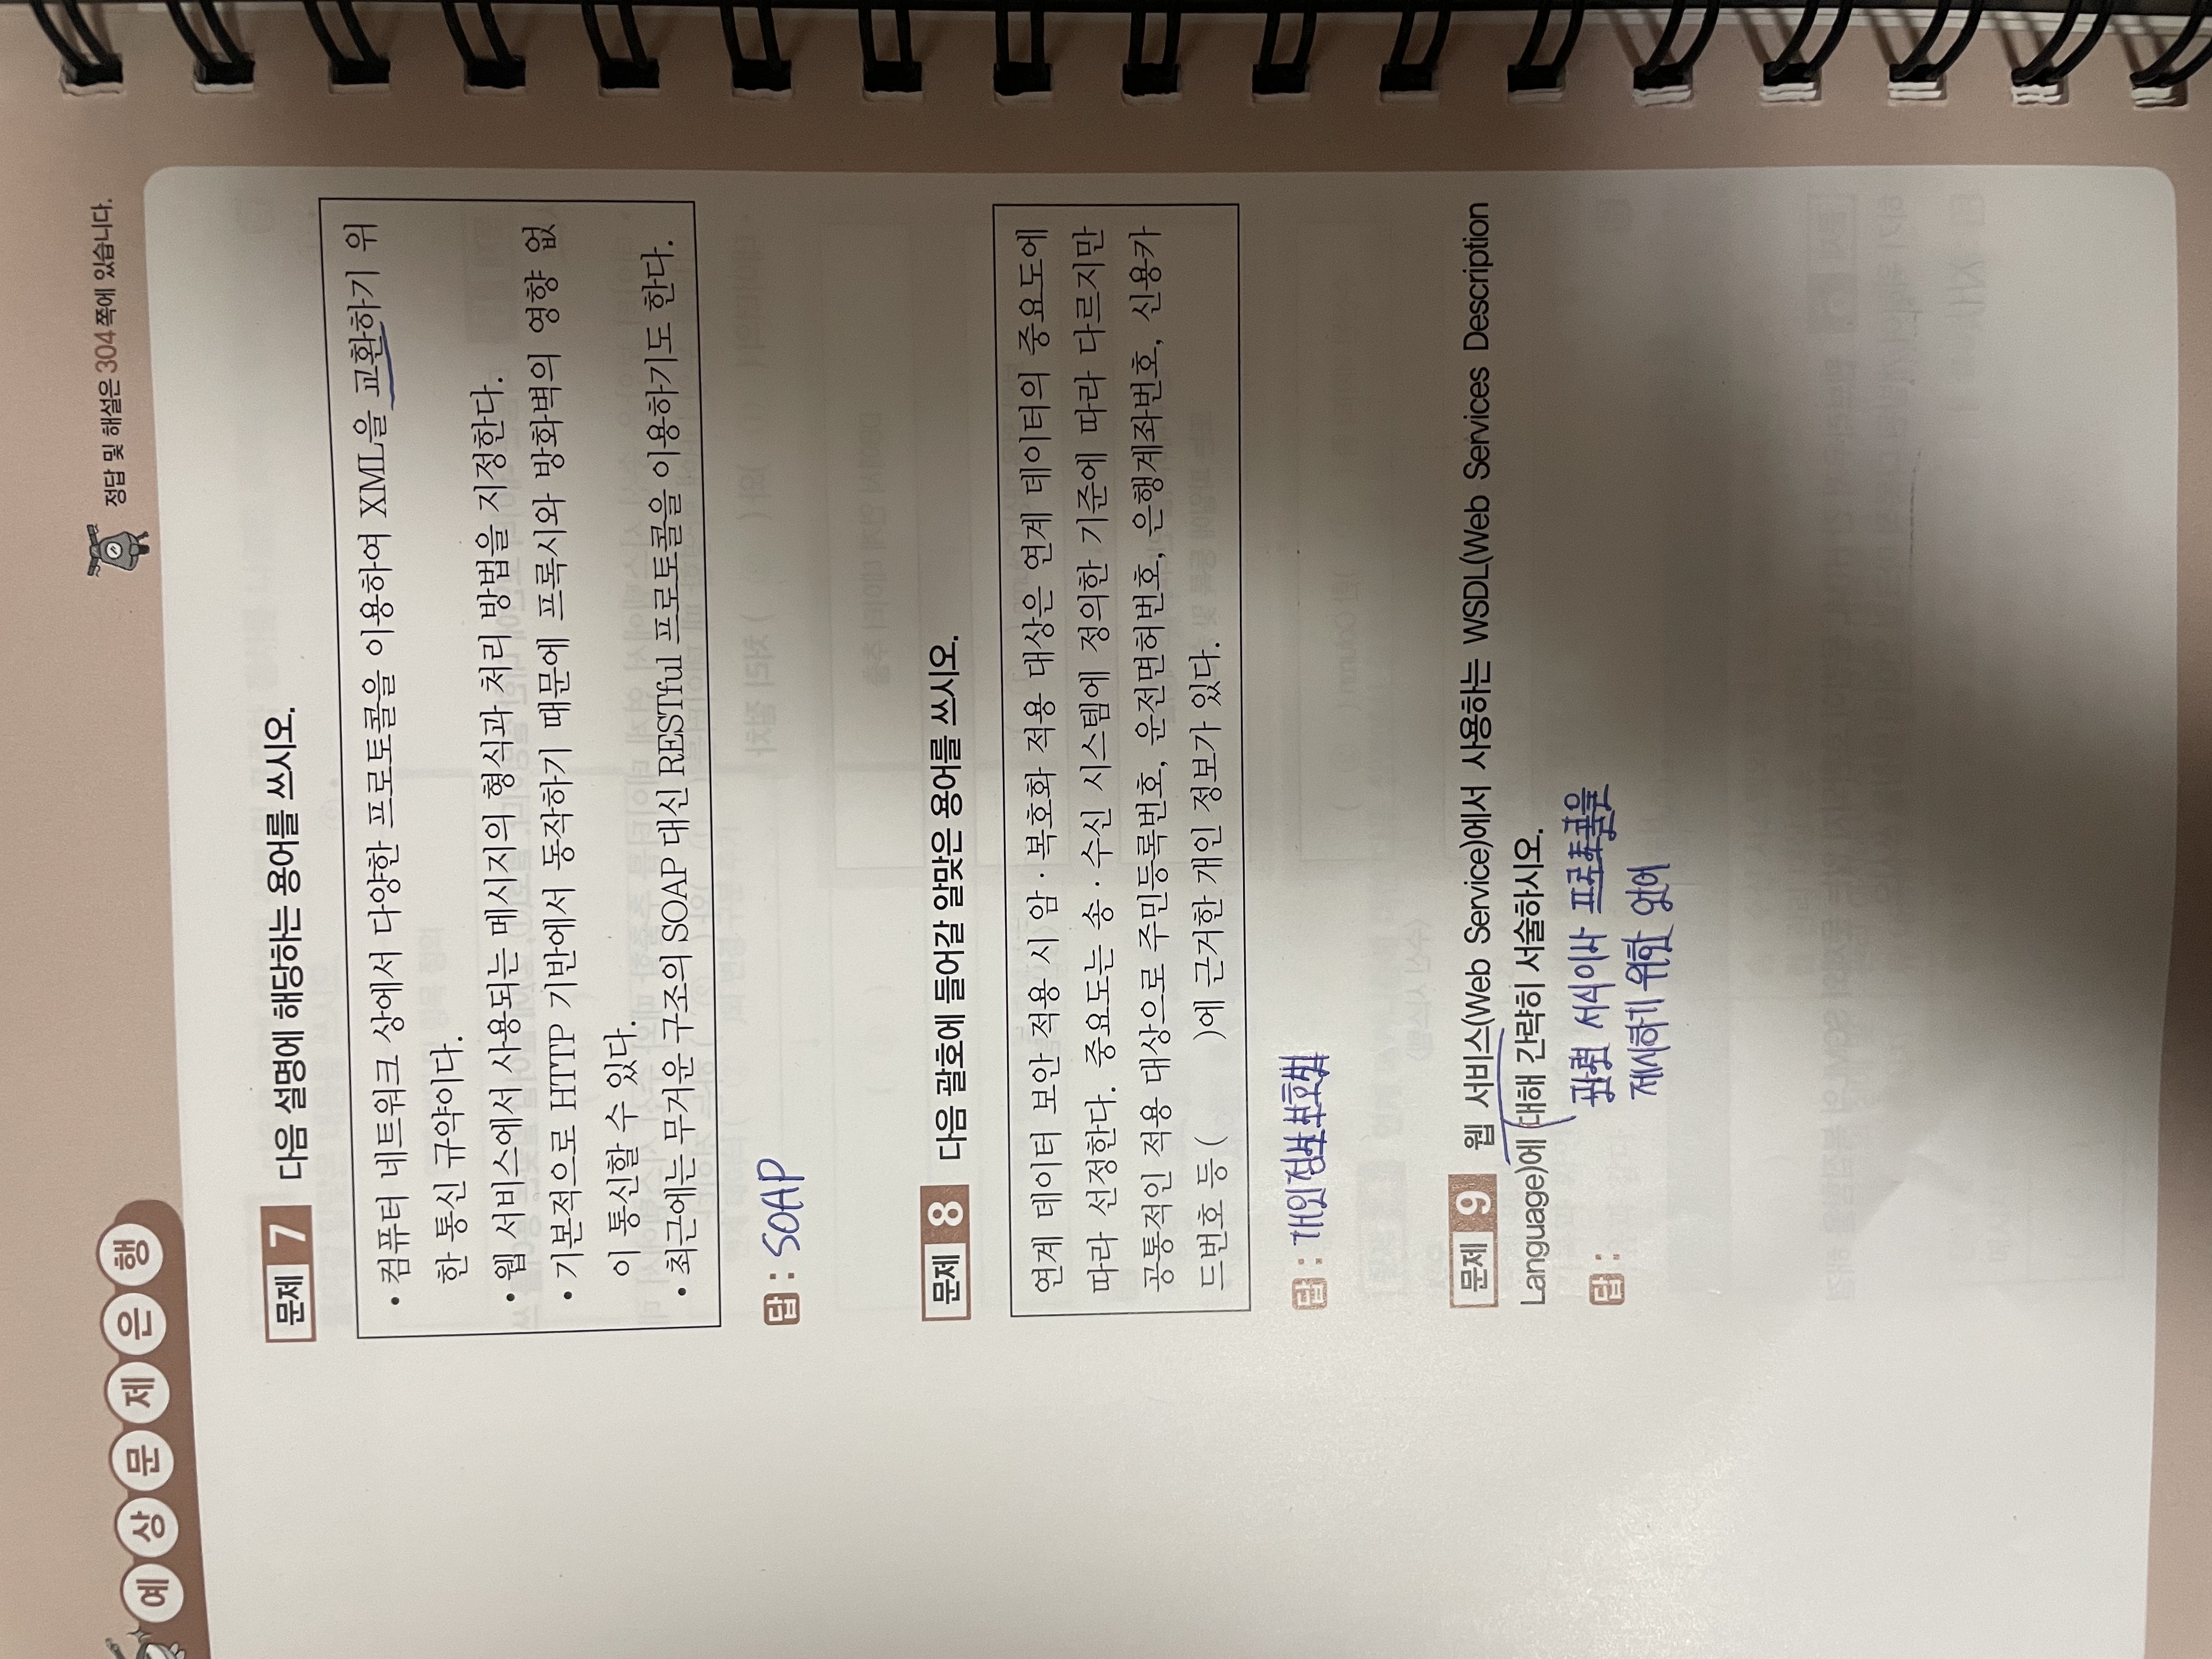 예상문제은행
정답 및 해설은 304쪽에 있습니다.
문제 7 다음 설명에 해당하는 용어를 쓰시오.
• 컴퓨터 네트워크 상에서 다양한 프로토콜을 이용하여 XML을 교환하기 위
한 통신 규약이다.
• 웹 서비스에서 사용되는 메시지의 형식과 처리 방법을 지정한다.
• 기본적으로 HTTP 기반에서 동작하기 때문에 프록시와 방화벽의 영향 없
이 통신할 수 있다.
• 최근에는 무거운 구조의 SOAP 대신 RESTful 프로토콜을 이용하기도 한다.
답 : SOAP
문제 8 다음 괄호에 들어갈 알맞은 용어를 쓰시오.
연계 데이터 보안 적용 시 암·복호화 적용 대상은 연계 데이터의 중요도에
따라 선정한다. 중요도는 송·수신 시스템에 정의한 기준에 따라 다르지만
공통적인 적용 대상으로 주민등록번호, 운전면허번호, 은행계좌번호, 신용카
드번호 등 ( )에 근거한 개인 정보가 있다.
답 : 개인정보보호법
문제 9 웹 서비스(Web Service)에서 사용하는 WSDL(Web Services Description
Language)에 대해 간략히 서술하시오.
답 : 관련 서식이나 프로토콜을
제시하기 위한 언어